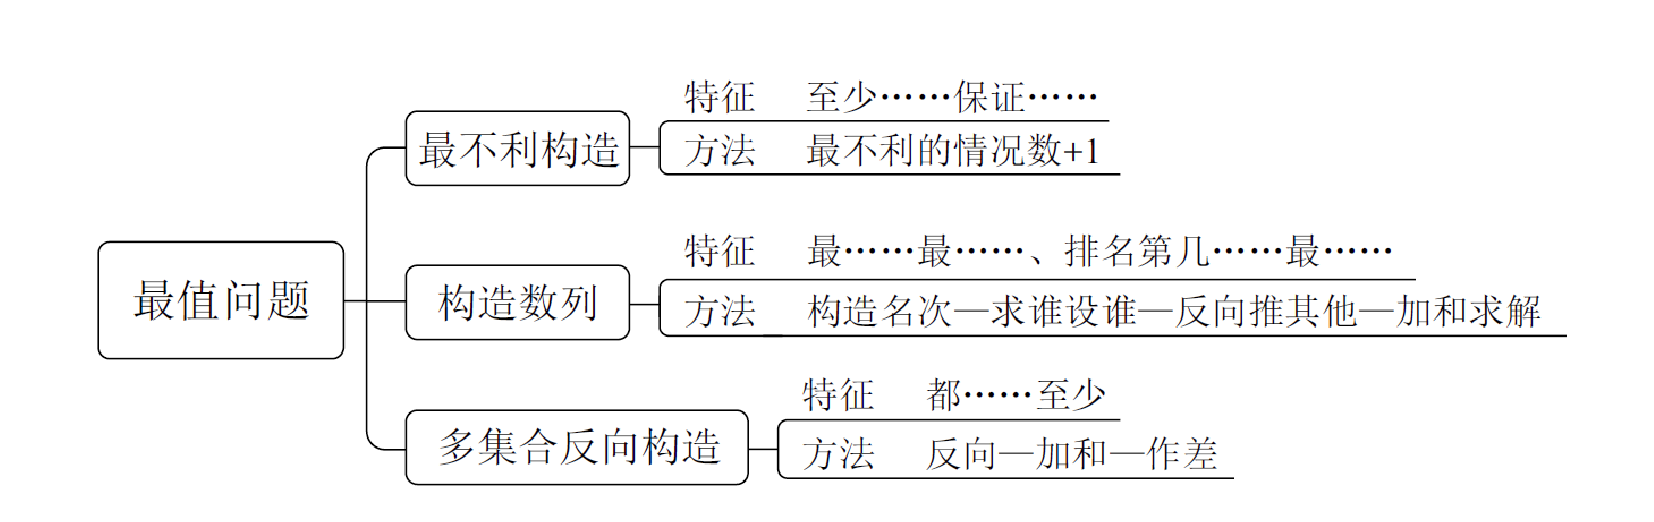 最值问题
最不利构造
特征 至少……保证……
方法 最不利的情况数+1
构造数列
特征 最……最……、排名第几……最……
方法 构造名次—求谁设谁—反向推其他—加和求解
多集合反向构造
特征 都……至少
方法 反向—加和—作差